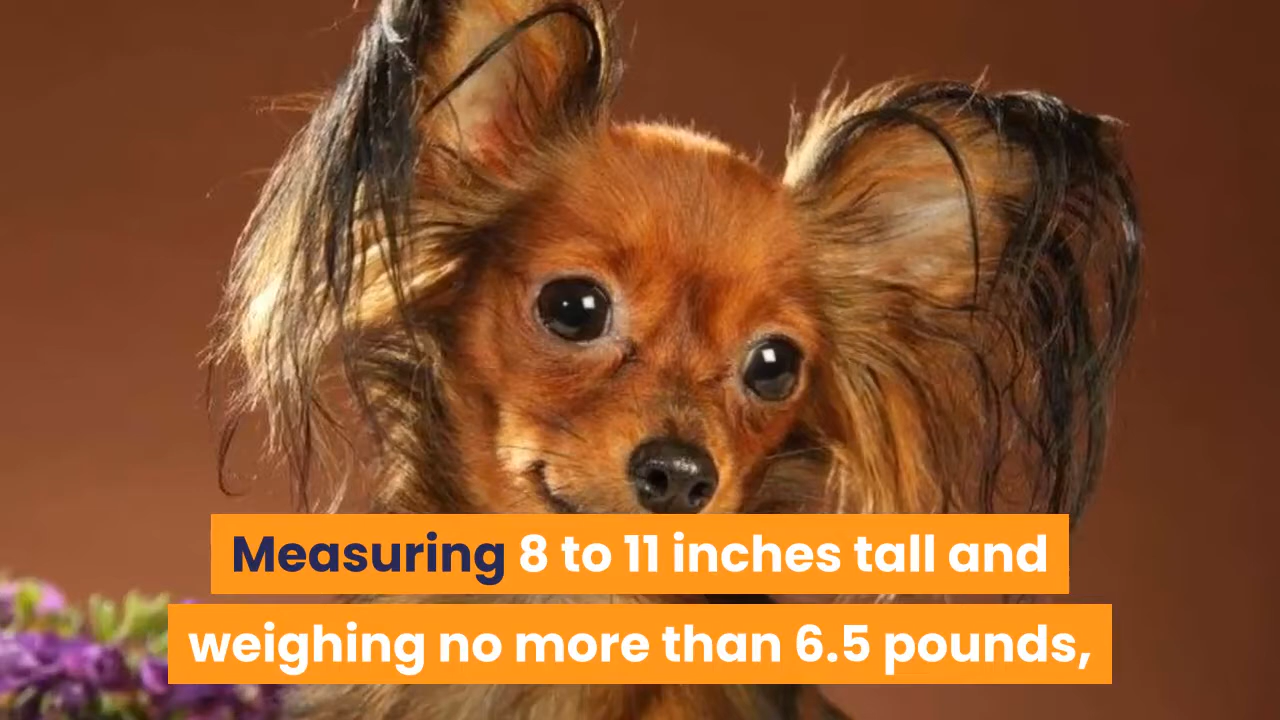 Measuring 8 to 11 inches tall and
weighing no more than 6.5 pounds,